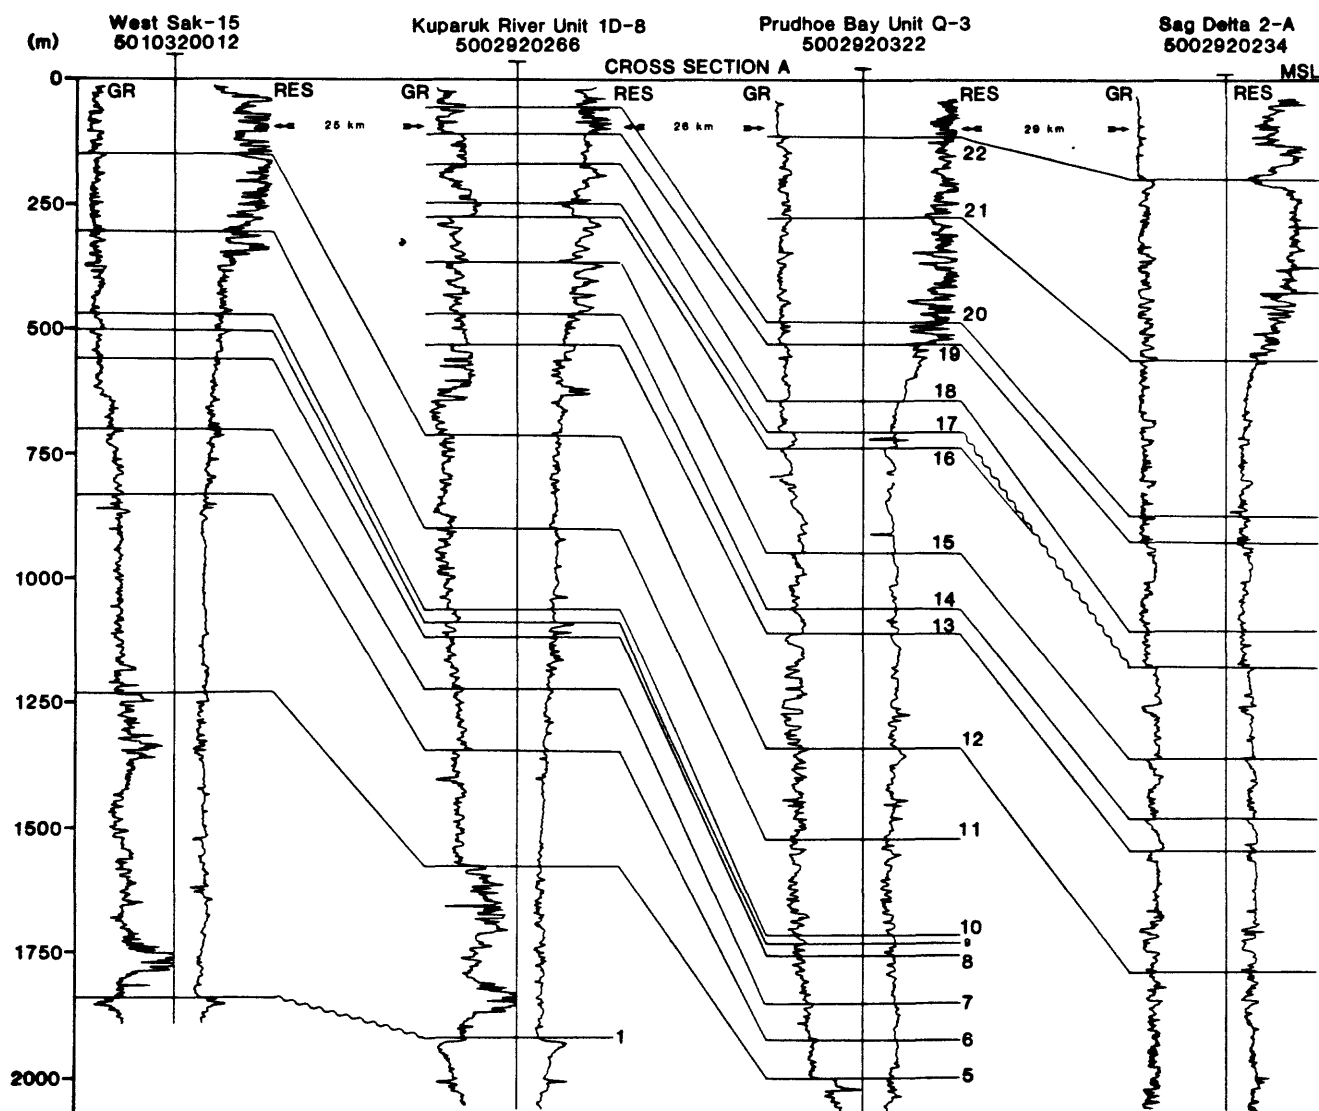 West Sak-15
5010320012
Kuparuk River Unit 1D-8
5002920266
Prudhoe Bay Unit Q-3
5002920322
Sag Delta 2-A
5002920234
(m)
CROSS SECTION A
MSL
0
GR
RES
GR
RES
GR
RES
GR
RES
25 km
26 km
29 km
22
250
21
500
20
19
18
17
750
16
15
1000
14
13
1250
12
1500
11
10
1750
9
8
7
1
6
2000
5